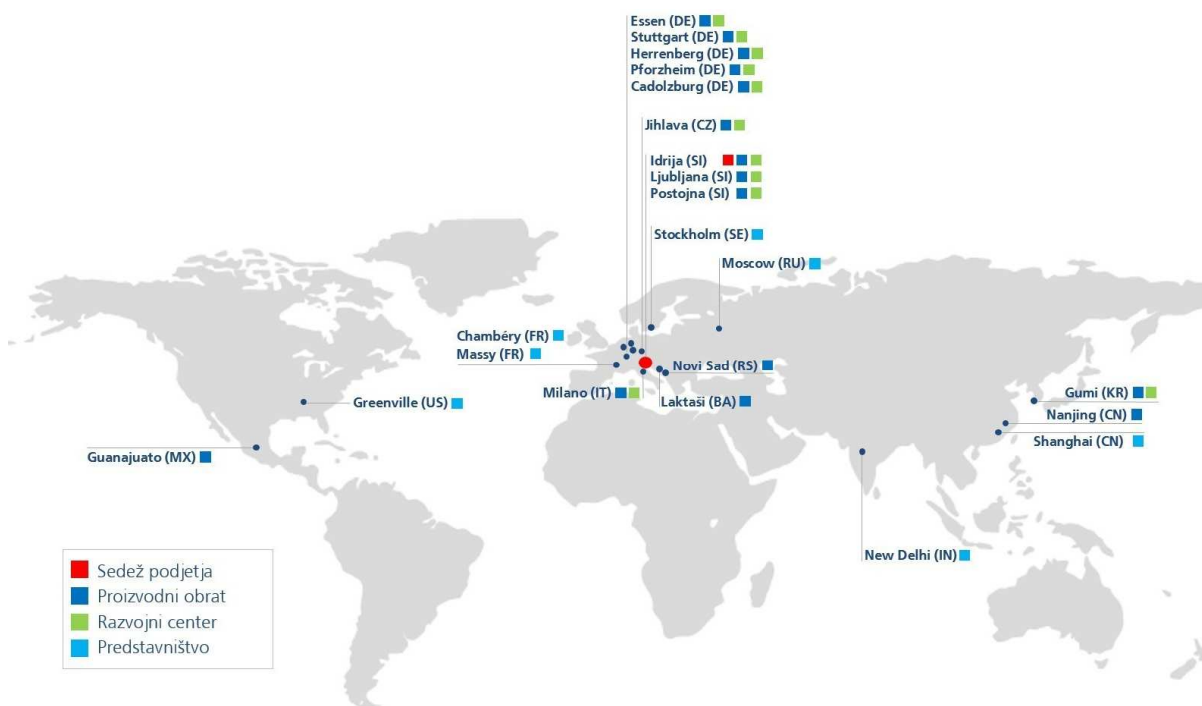 Essen (DE)
Stuttgart (DE)
Herrenberg (DE)
Pforzheim (DE)
Cadolzburg (DE)
Jihlava (CZ)
Idrija (SI)
Ljubljana (SI)
Postojna (SI)
Stockholm (SE)
Moscow (RU)
Chambéry (FR)
Massy (FR)
Novi Sad (RS)
Milano (IT)
Laktaši (BA)
Greenville (US)
Guanajuato (MX)
Gumi (KR)
Nanjing (CN)
Shanghai (CN)
New Delhi (IN)
Sedež podjetja
Proizvodni obrat
Razvojni center
Predstavništvo